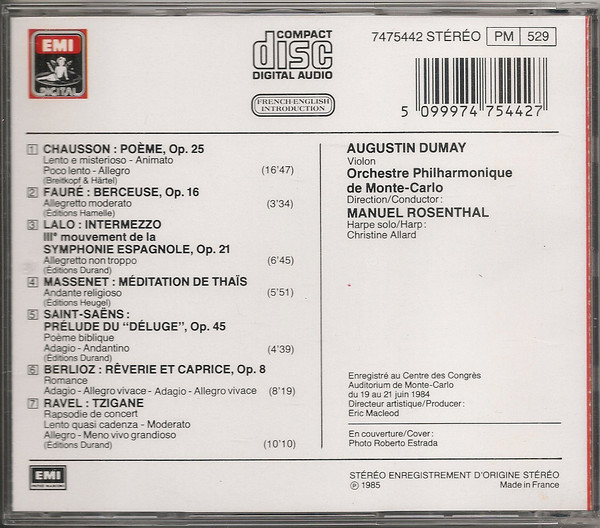 EMI
DIGITAL
COMPACT
disc
DIGITAL AUDIO
FRENCH-ENGLISH
INTRODUCTION
7475442 STÉRÉO PM 529
5 099974 754427
1 CHAUSSON : POÈME, Op. 25
Lento e misterioso - Animato
Poco lento - Allegro (16'47)
(Breitkopf & Härtel)
2 FAURÉ : BERCEUSE, Op. 16
Allegretto moderato (3'34)
(Éditions Hamelle)
3 LALO : INTERMEZZO
IIIe mouvement de la
SYMPHONIE ESPAGNOLE, Op. 21
Allegretto non troppo (6'45)
(Éditions Durand)
4 MASSENET : MÉDITATION DE THAÏS
Andante religioso (5'51)
(Éditions Heugel)
5 SAINT-SAËNS :
PRÉLUDE DU “DÉLUGE”, Op. 45
Poème biblique
Adagio - Andantino (4'39)
(Éditions Durand)
6 BERLIOZ : RÊVERIE ET CAPRICE, Op. 8
Romance
Adagio - Allegro vivace - Adagio - Allegro vivace (8'19)
7 RAVEL : TZIGANE
Rapsodie de concert
Lento quasi cadenza - Moderato
Allegro - Meno vivo grandioso (10'10)
(Éditions Durand)
AUGUSTIN DUMAY
Violon
Orchestre Philharmonique
de Monte-Carlo
Direction/Conductor :
MANUEL ROSENTHAL
Harpe solo/Harp :
Christine Allard
Enregistré au Centre des Congrès
Auditorium de Monte-Carlo
du 19 au 21 juin 1984
Directeur artistique/Producer :
Eric Macleod
En couverture/Cover :
Photo Roberto Estrada
EMI
STÉRÉO ENREGISTREMENT D'ORIGINE STÉRÉO
℗ 1985 Made in France